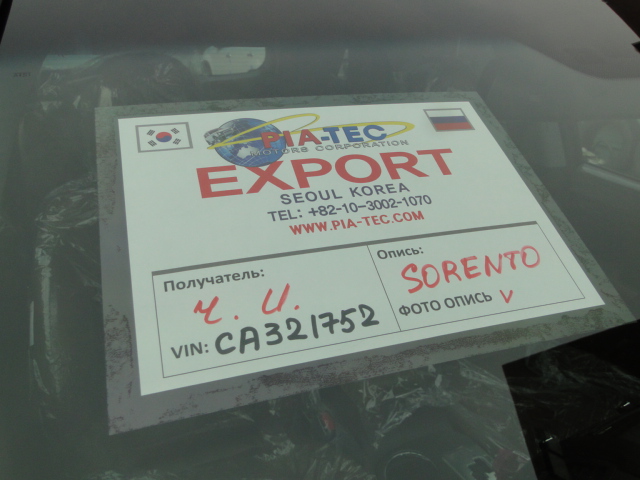 PIA-TEC
MOTORS CORPORATION
EXPORT
SEOUL KOREA
TEL: +82-10-3002-1070
WWW.PIA-TEC.COM
Получатель:
Ч. И.
VIN: CA321752
Опись:
SORENTO
ФОТО ОПИСЬ V